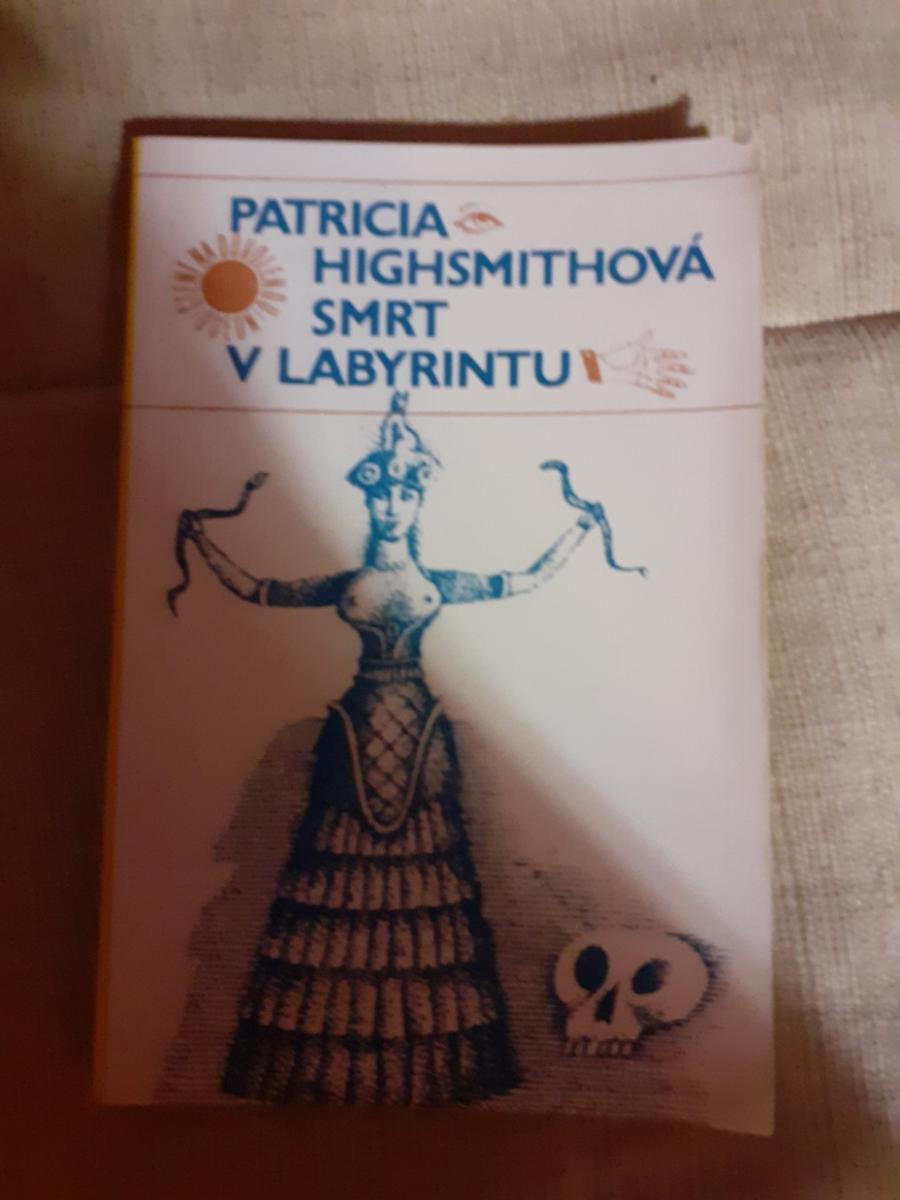 PATRICIA
HIGHSMITHOVÁ
SMRT
V LABYRINTU